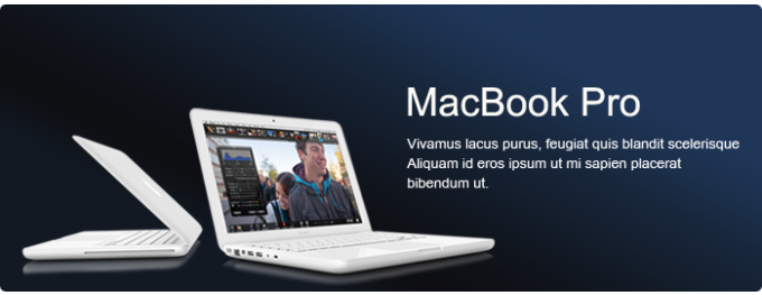 MacBook Pro
Vivamus lacus purus, feugiat quis blandit scelerisque
Aliquam id eros ipsum ut mi sapien placerat
bibendum ut.